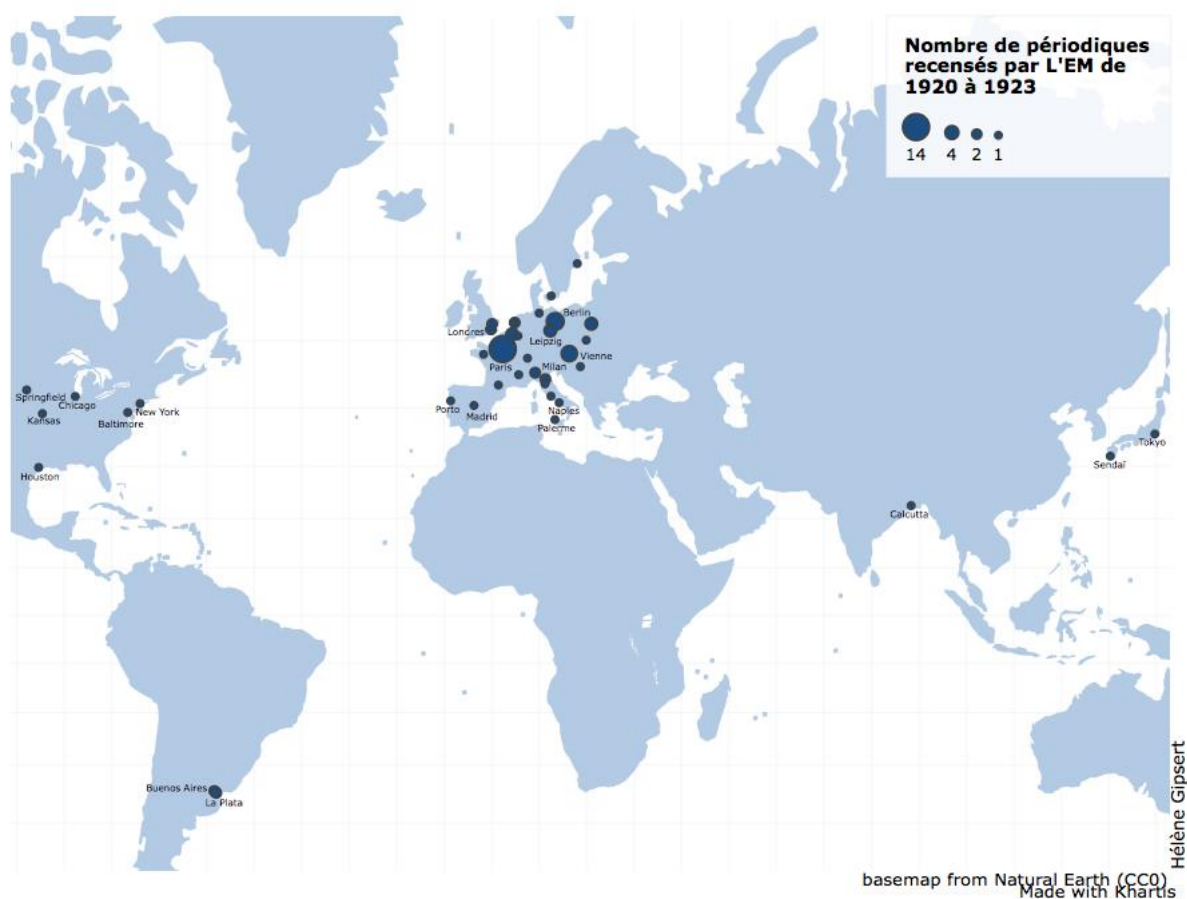 Nombre de périodiques
recensés par L'EM de
1920 à 1923
14 4 2 1
Londres
Berlin
Leipzig
Paris
Vienne
Milan
Porto
Madrid
Naples
Palerme
Springfield
Chicago
Kansas
New York
Baltimore
Houston
Tokyo
Sendaï
Calcutta
Buenos Aires
La Plata
Hélène Gipsert
basemap from Natural Earth (CC0)
Made with Khartis